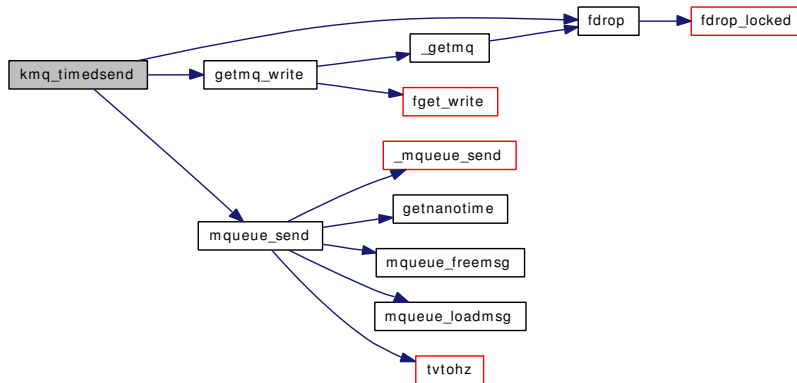 fdrop
fdrop_locked
_getmq
kmq_timedsend
getmq_write
fget_write
_mqueue_send
getnanotime
mqueue_send
mqueue_freemsg
mqueue_loadmsg
tvtohz